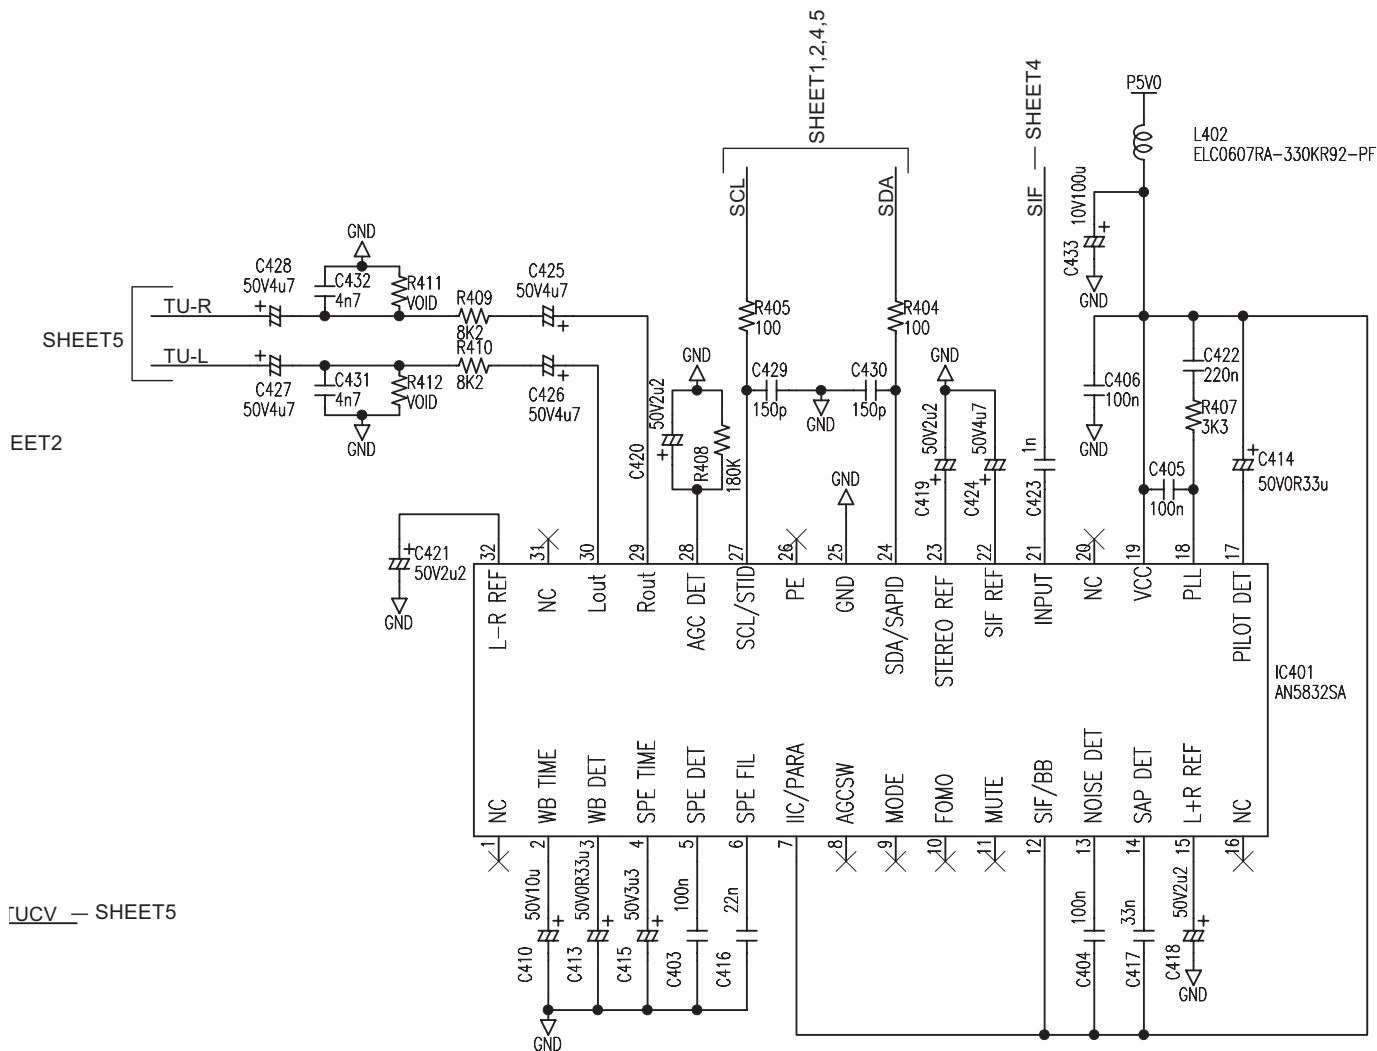 SHEET1,2,4,5
SIF — SHEET4
P5V0
L402
ELC0607RA-330KR92-PF
SCL
SDA
10V100u
C433
GND
GND
C428
50V4u7
C432
4n7
R411
VOID
R409
8K2
C425
50V4u7
TU-R
SHEET5
TU-L
C427
50V4u7
C431
4n7
R412
VOID
R410
8K2
C426
50V4u7
GND
R405
100
R404
100
GND
50V2u2
C420
R408
180K
C429
150p
GND
C430
150p
GND
50V2u2
C419
50V4u7
C424
1n
C423
C406
100n
GND
C422
220n
R407
3K3
C405
100n
C414
50V0R33u
EET2
GND
C421
50V2u2
GND
32 31 30 29 28 27 26 25 24 23 22 21 20 19 18 17
L-R REF
NC
Lout
Rout
AGC DET
SCL/STID
PE
GND
SDA/SAPID
STEREO REF
SIF REF
INPUT
NC
VCC
PILL
PILOT DET
IC401
AN5832SA
NC
WB TIME
WB DET
SPE TIME
SPE DET
SPE FIL
IIC/PARA
AGCSW
MODE
FOMO
MUTE
SIF/BB
NOISE DET
SAP DET
L+R REF
NC
1 2 3 4 5 6 7 8 9 10 11 12 13 14 15 16
50V10u
C410
50V0R33u
C413
50V3u3
C415
100n
C403
22n
C416
100n
C404
33n
C417
50V2u2
C418
GND
GND
TUCV — SHEET5